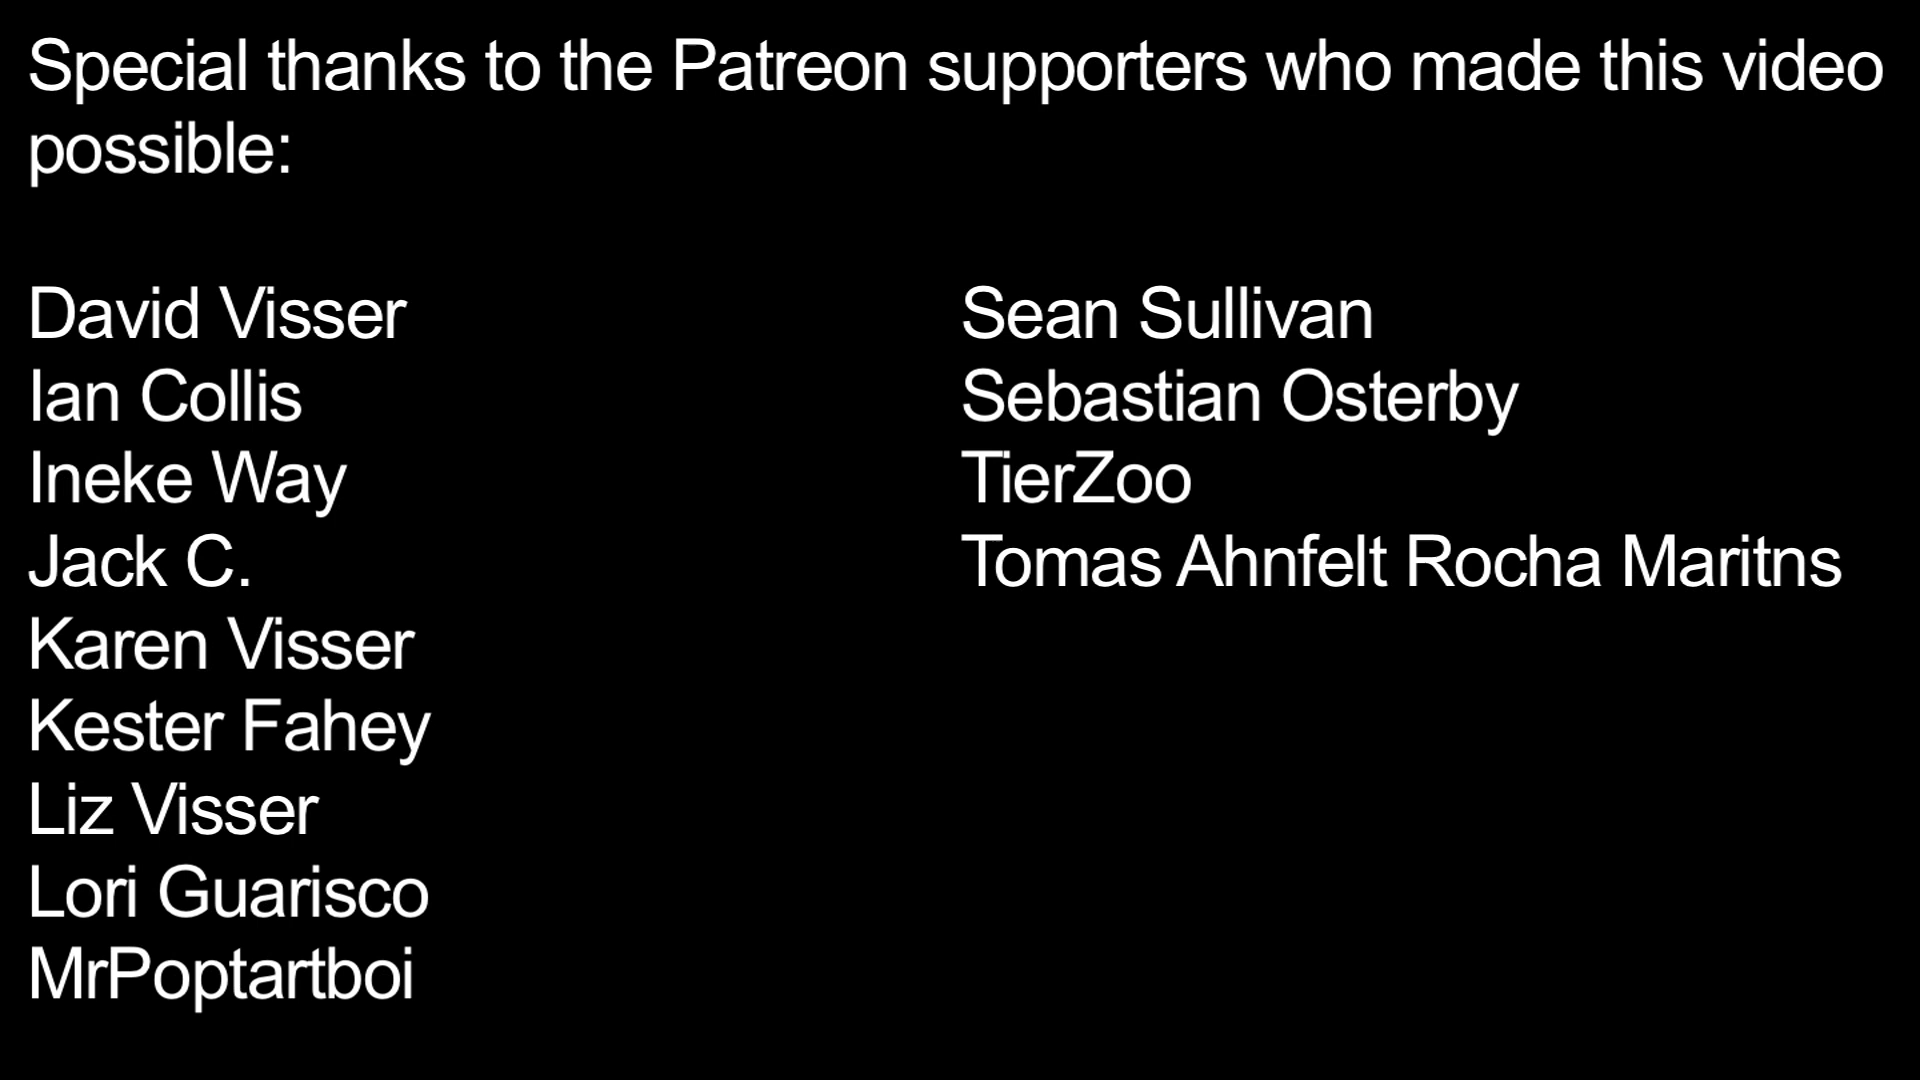 Special thanks to the Patreon supporters who made this video
possible:
David Visser
Ian Collis
Ineke Way
Jack C.
Karen Visser
Kester Fahey
Liz Visser
Lori Guarisco
MrPoptartboi
Sean Sullivan
Sebastian Osterby
TierZoo
Tomas Ahnfelt Rocha Maritns